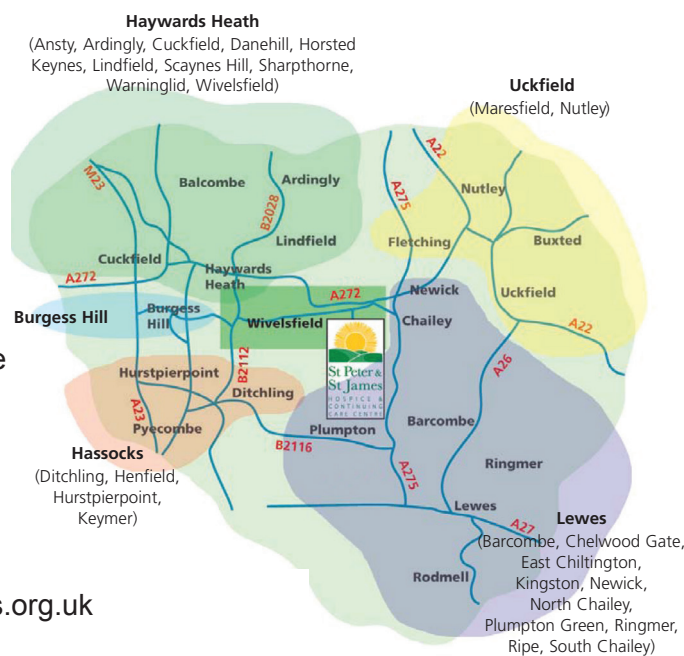 Haywards Heath
(Ansty, Ardingly, Cuckfield, Danehill, Horsted
Keynes, Lindfield, Scaynes Hill, Sharpthorne,
Warninglid, Wivelsfield)
Uckfield
(Maresfield, Nutley)
A22
M23
Balcombe
Ardingly
A275
Nutley
B2028
Lindfield
Fletching
Buxted
Cuckfield
A272
Haywards
Heath
Newick
Uckfield
A272
Burgess Hill
Burgess
Hill
Wivelsfield
Chailey
A22
e
B2112
St Peter &
St James
HOSPICE &
CONTINUING
CARE CENTRE
A26
Hurstpierpoint
Ditchling
A23
Pyecombe
Plumpton
Barcombe
B2116
Hassocks
(Ditchling, Henfield,
Hurstpierpoint,
Keymer)
Ringmer
A275
Lewes
A27
Lewes
(Barcombe, Chelwood Gate,
East Chiltington,
Kingston, Newick,
North Chailey,
Plumpton Green, Ringmer,
Ripe, South Chailey)
Rodmell
s.org.uk